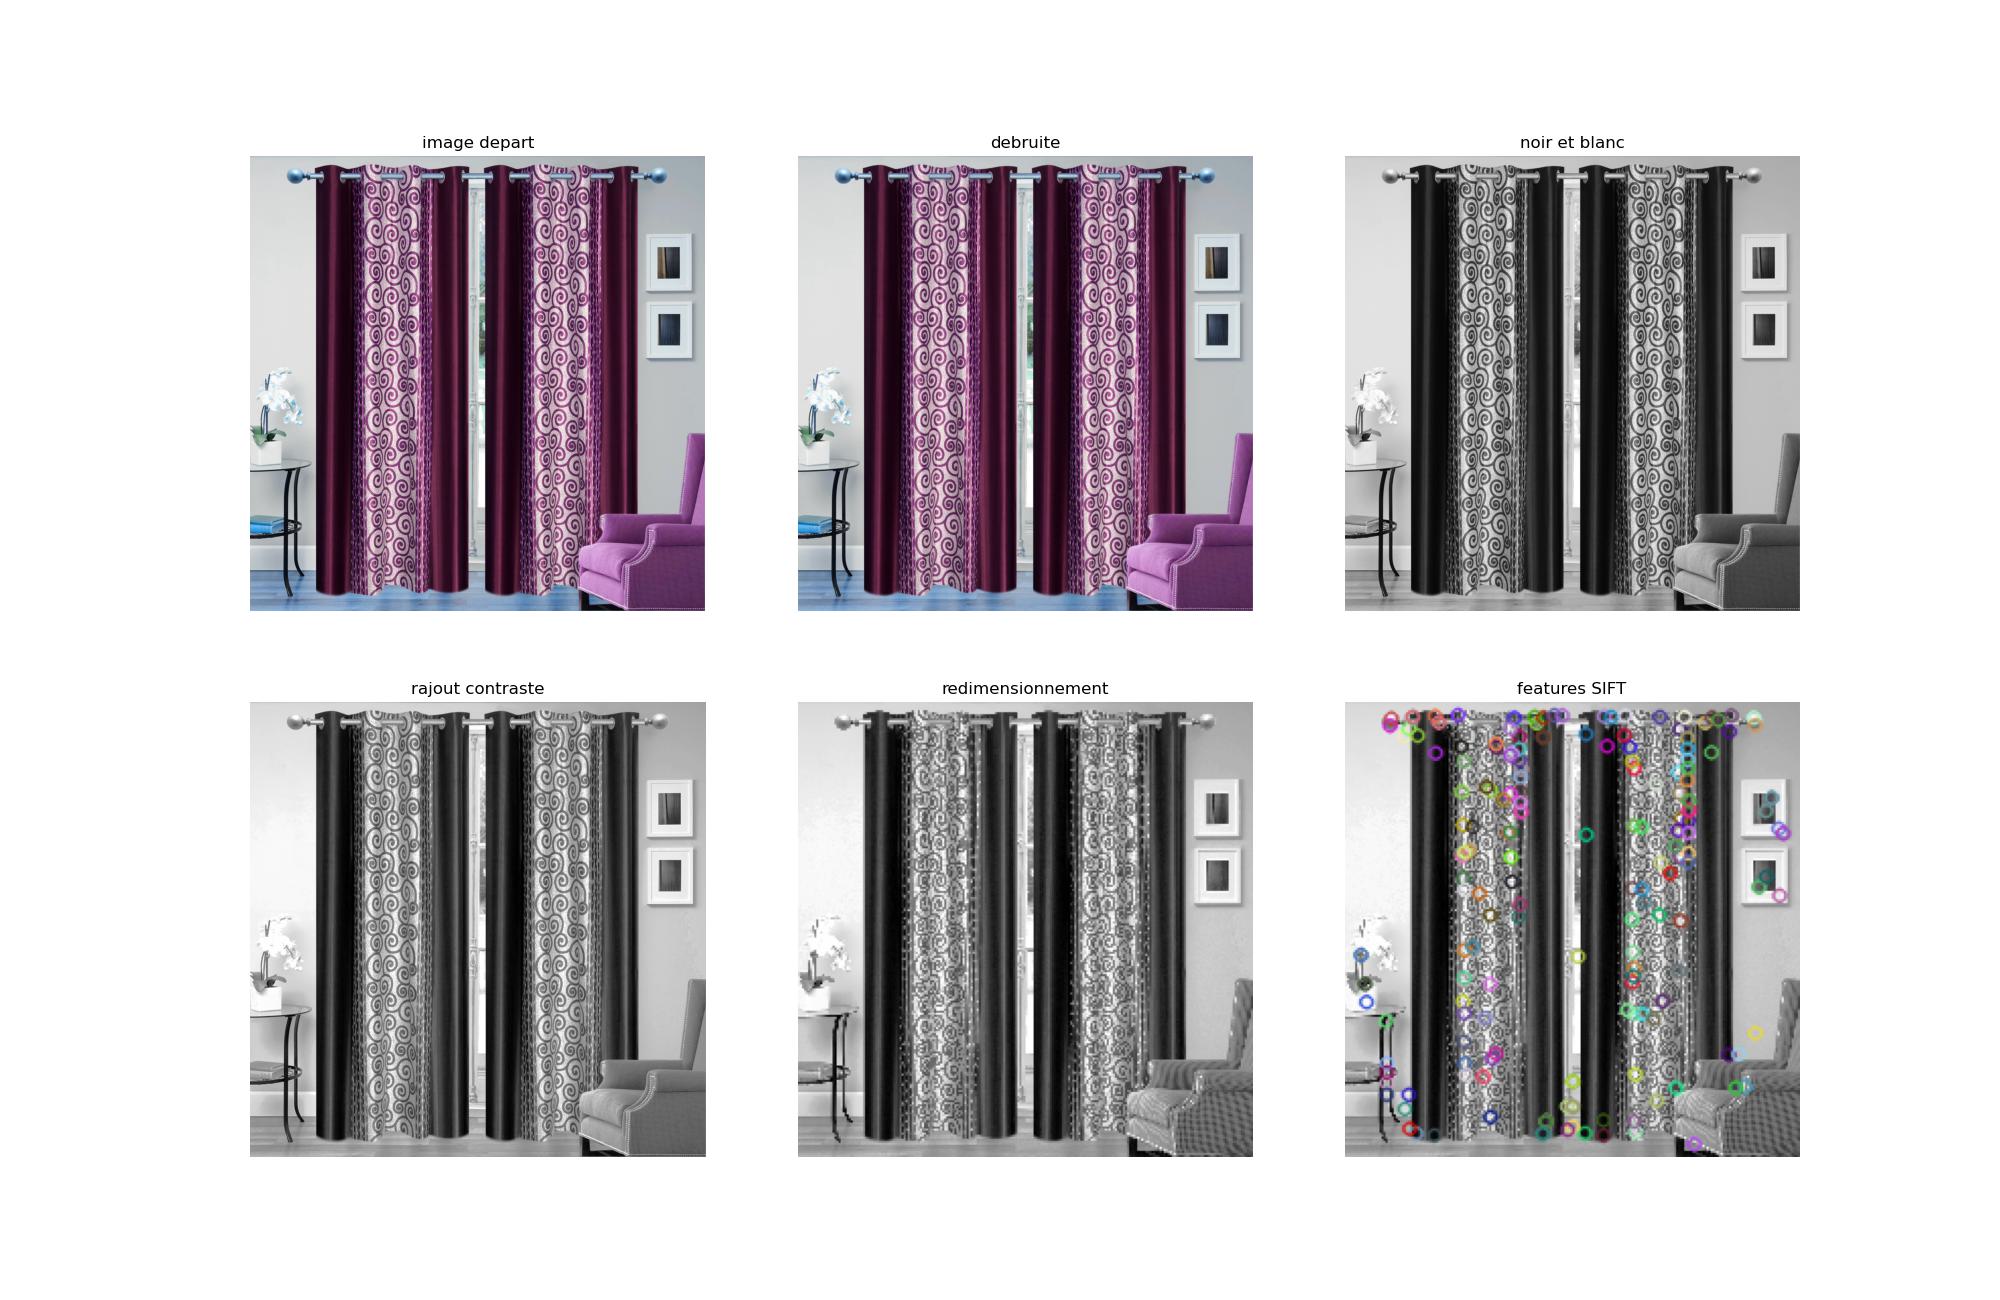 image depart
debruite
noir et blanc
rajout contraste
redimensionnement
features SIFT